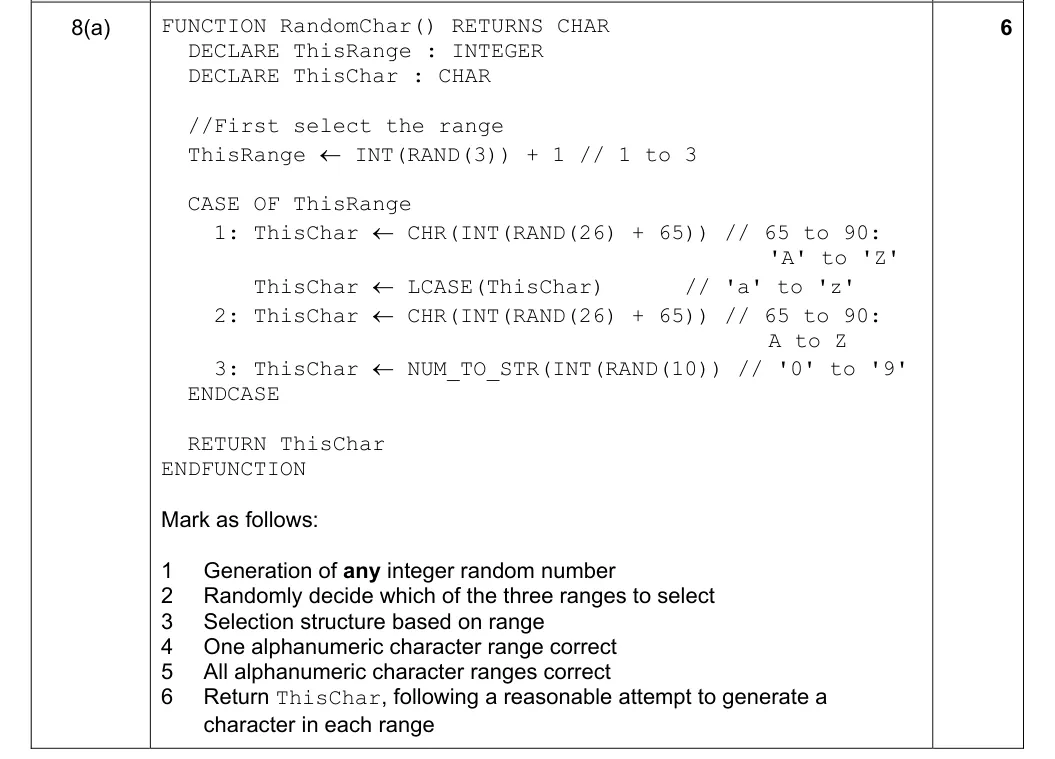 8(a) FUNCTION RandomChar() RETURNS CHAR 6
DECLARE ThisRange : INTEGER
DECLARE ThisChar : CHAR
//First select the range
ThisRange ← INT(RAND(3)) + 1 // 1 to 3
CASE OF ThisRange
1: ThisChar ← CHR(INT(RAND(26) + 65)) // 65 to 90:
'A' to 'Z'
ThisChar ← LCASE(ThisChar) // 'a' to 'z'
2: ThisChar ← CHR(INT(RAND(26) + 65)) // 65 to 90:
A to Z
3: ThisChar ← NUM_TO_STR(INT(RAND(10)) // '0' to '9'
ENDCASE
RETURN ThisChar
ENDFUNCTION
Mark as follows:
1 Generation of any integer random number
2 Randomly decide which of the three ranges to select
3 Selection structure based on range
4 One alphanumeric character range correct
5 All alphanumeric character ranges correct
6 Return ThisChar, following a reasonable attempt to generate a
character in each range